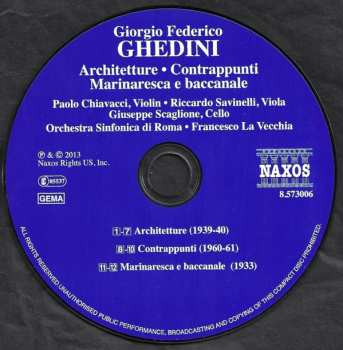 Giorgio Federico
GHEDINI
Architetture • Contrappunti
Marinaresca e baccanale
Paolo Chiavacci, Violin • Riccardo Savinelli, Viola
Giuseppe Scaglione, Cello
Orchestra Sinfonica di Roma • Francesco La Vecchia
℗ & © 2013
Naxos Rights US, Inc.
GEMA
NAXOS
8.573006
1-7 Architetture (1939-40)
8-10 Contrappunti (1960-61)
11-12 Marinaresca e baccanale (1933)
ALL RIGHTS RESERVED. UNAUTHORISED PUBLIC PERFORMANCE, BROADCASTING AND COPYING OF THIS COMPACT DISC PROHIBITED.